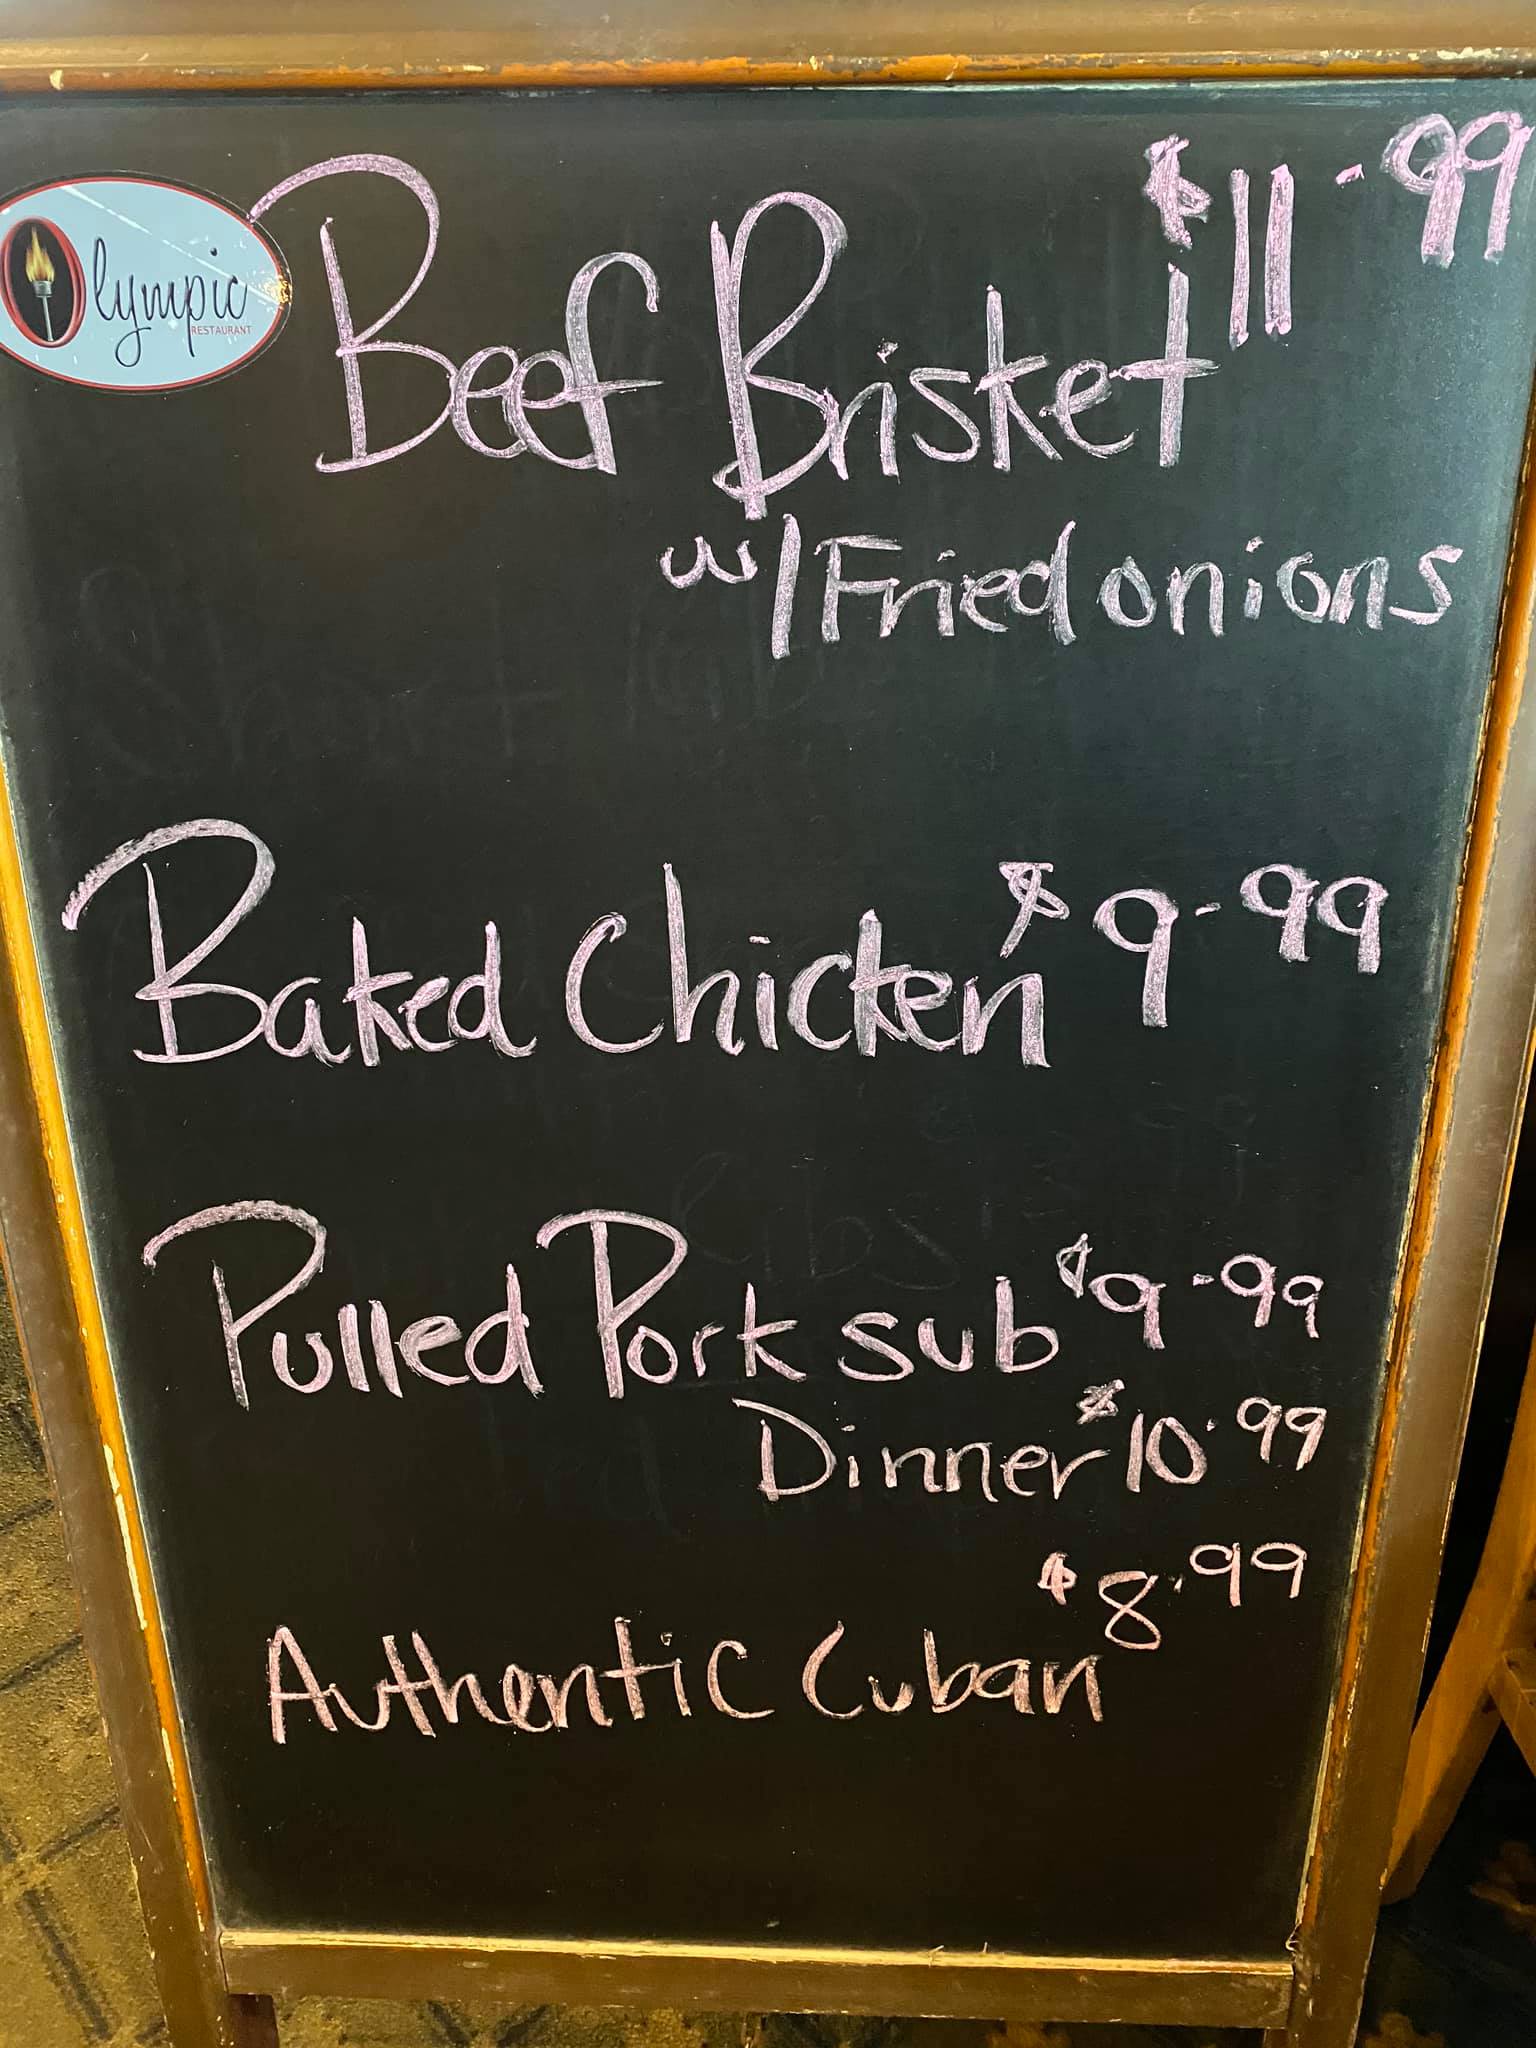 Olympic
RESTAURANT
Beef Brisket $11.99
w/Fried onions
Baked Chicken $9.99
Pulled Pork sub $9.99
Dinner $10.99
Authentic Cuban $8.99